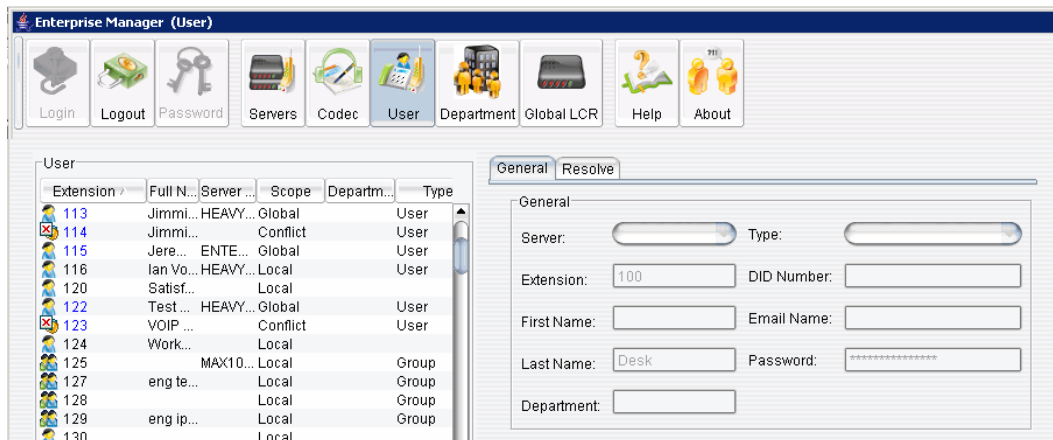 Enterprise Manager (User)
Login Logout Password Servers Codec User Department Global LCR Help About
User
Extension Full N... Server ... Scope Departm... Type
113 Jimmi... HEAVY... Global User
114 Jimmi... Conflict User
115 Jere... ENTE... Global User
116 Ian Vo... HEAVY... Local User
120 Satisf... Local
122 Test ... HEAVY... Global User
123 VOIP ... Conflict User
124 Work... Local
125 MAX10... Local Group
127 eng te... Local Group
128 Local Group
129 eng ip... Local Group
130 Local
General Resolve
General
Server: Type:
Extension: 100 DID Number:
First Name: Email Name:
Last Name: Desk Password: ***************
Department: